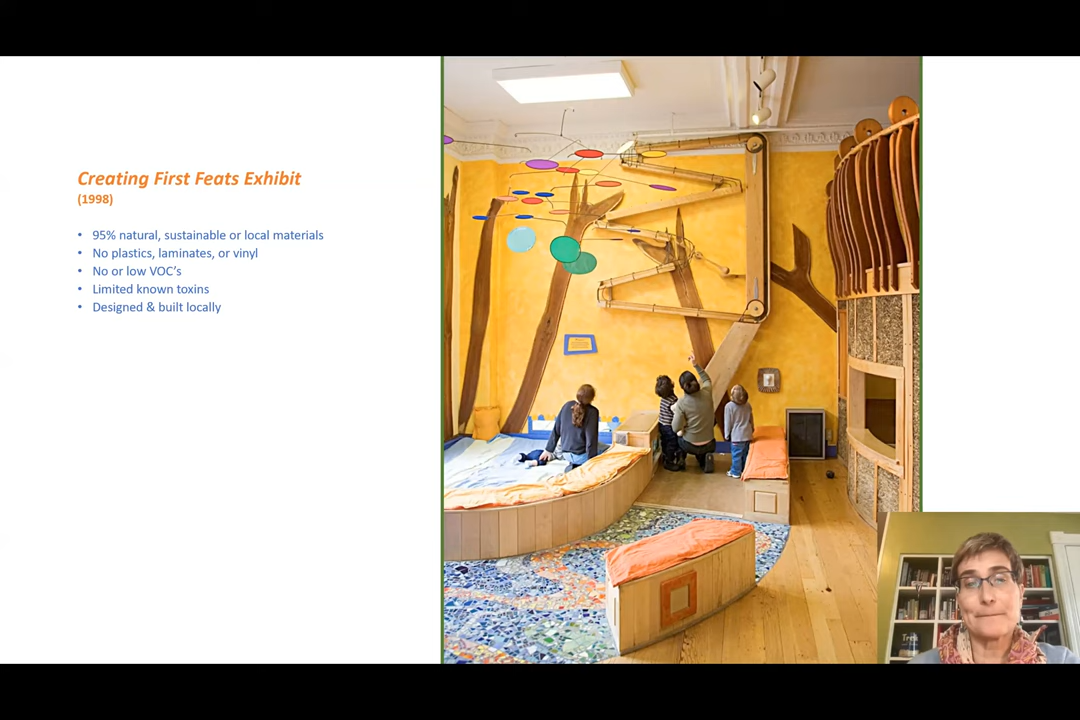 Creating First Feats Exhibit
(1998)
• 95% natural, sustainable or local materials
• No plastics, laminates, or vinyl
• No or low VOC’s
• Limited known toxins
• Designed & built locally